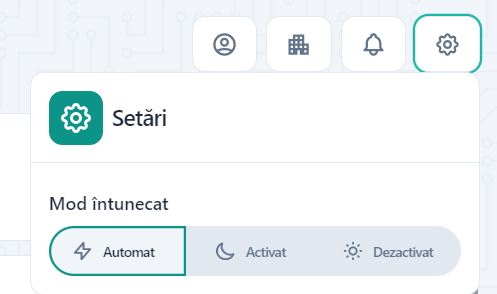 Setări
Mod întunecat
Automat Activat Dezactivat